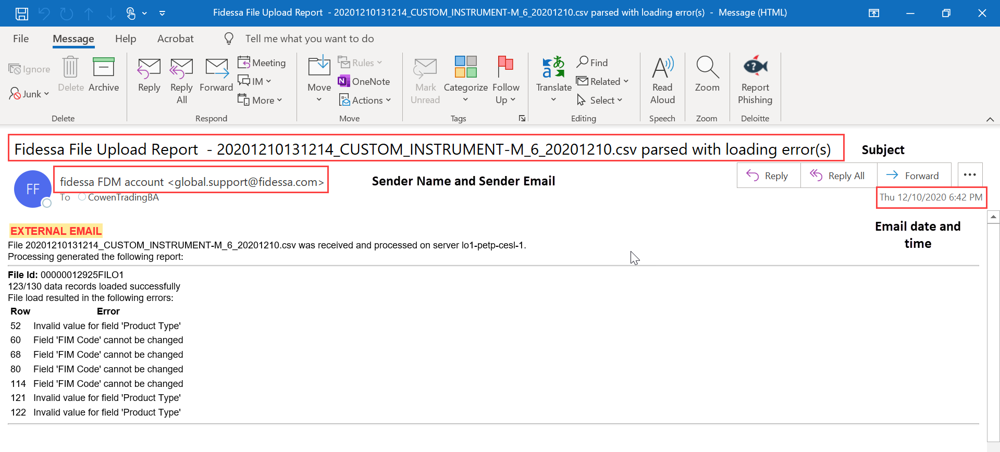 Fidessa File Upload Report  - 20201210131214_CUSTOM_INSTRUMENT-M_6_20201210.csv parsed with loading error(s)  -  Message (HTML)
File Message Help Acrobat Tell me what you want to do
Ignore
Junk
Delete
Archive
Delete
Reply
Reply All
Forward
Meeting
IM
More
Respond
Move
Rules
OneNote
Actions
Move
Mark Unread
Categorize
Follow Up
Tags
Translate
Find
Related
Select
Editing
Read Aloud
Speech
Zoom
Zoom
Report Phishing
Deloitte
Fidessa File Upload Report  - 20201210131214_CUSTOM_INSTRUMENT-M_6_20201210.csv parsed with loading error(s)
Subject
FF
fidessa FDM account <global.support@fidessa.com>
Sender Name and Sender Email
Reply
Reply All
Forward
To CowenTradingBA
Thu 12/10/2020 6:42 PM
Email date and
time
EXTERNAL EMAIL
File 20201210131214_CUSTOM_INSTRUMENT-M_6_20201210.csv was received and processed on server lo1-petp-cesl-1.
Processing generated the following report:
File Id: 00000012925FILO1
123/130 data records loaded successfully
File load resulted in the following errors:
Row Error
52 Invalid value for field 'Product Type'
60 Field 'FIM Code' cannot be changed
68 Field 'FIM Code' cannot be changed
80 Field 'FIM Code' cannot be changed
114 Field 'FIM Code' cannot be changed
121 Invalid value for field 'Product Type'
122 Invalid value for field 'Product Type'